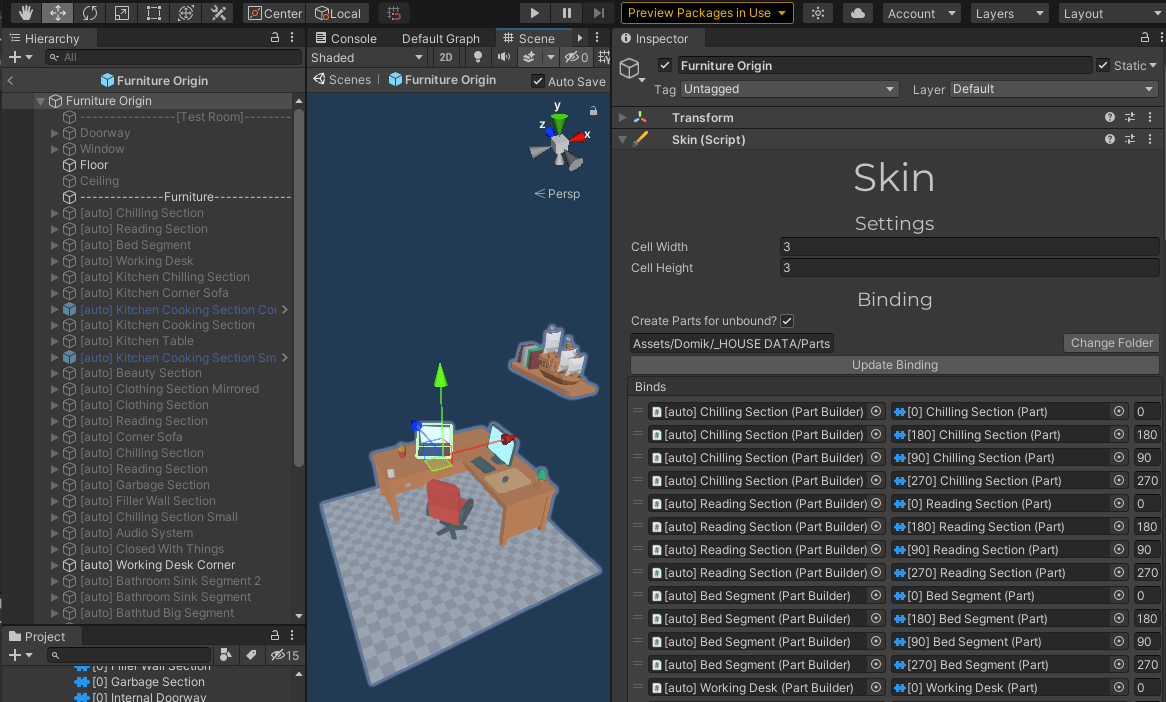 Center Local Preview Packages in Use Account Layers Layout
Hierarchy
All
Furniture Origin
Furniture Origin
----------------[Test Room]--------
Doorway
Window
Floor
Ceiling
--------------Furniture-------------
[auto] Chilling Section
[auto] Reading Section
[auto] Bed Segment
[auto] Working Desk
[auto] Kitchen Chilling Section
[auto] Kitchen Corner Sofa
[auto] Kitchen Cooking Section Cor
[auto] Kitchen Cooking Section
[auto] Kitchen Table
[auto] Kitchen Cooking Section Sm
[auto] Beauty Section
[auto] Clothing Section Mirrored
[auto] Clothing Section
[auto] Reading Section
[auto] Corner Sofa
[auto] Chilling Section
[auto] Reading Section
[auto] Garbage Section
[auto] Filler Wall Section
[auto] Chilling Section Small
[auto] Audio System
[auto] Closed With Things
[auto] Working Desk Corner
[auto] Bathroom Sink Segment 2
[auto] Bathroom Sink Segment
[auto] Bathtud Big Segment
Project
15
[0] Filler Wall Section
[0] Garbage Section
[0] Internal Doorway
Console Default Graph Scene
Shaded 2D 0
Scenes Furniture Origin Auto Save
y
z
x
Persp
Inspector
Furniture Origin Static
Tag Untagged Layer Default
Transform
Skin (Script)
Skin
Settings
Cell Width 3
Cell Height 3
Binding
Create Parts for unbound?
Assets/Domik/_HOUSE DATA/Parts Change Folder
Update Binding
Binds
[auto] Chilling Section (Part Builder) [0] Chilling Section (Part) 0
[auto] Chilling Section (Part Builder) [180] Chilling Section (Part) 180
[auto] Chilling Section (Part Builder) [90] Chilling Section (Part) 90
[auto] Chilling Section (Part Builder) [270] Chilling Section (Part) 270
[auto] Reading Section (Part Builder) [0] Reading Section (Part) 0
[auto] Reading Section (Part Builder) [180] Reading Section (Part) 180
[auto] Reading Section (Part Builder) [90] Reading Section (Part) 90
[auto] Reading Section (Part Builder) [270] Reading Section (Part) 270
[auto] Bed Segment (Part Builder) [0] Bed Segment (Part) 0
[auto] Bed Segment (Part Builder) [180] Bed Segment (Part) 180
[auto] Bed Segment (Part Builder) [90] Bed Segment (Part) 90
[auto] Bed Segment (Part Builder) [270] Bed Segment (Part) 270
[auto] Working Desk (Part Builder) [0] Working Desk (Part) 0